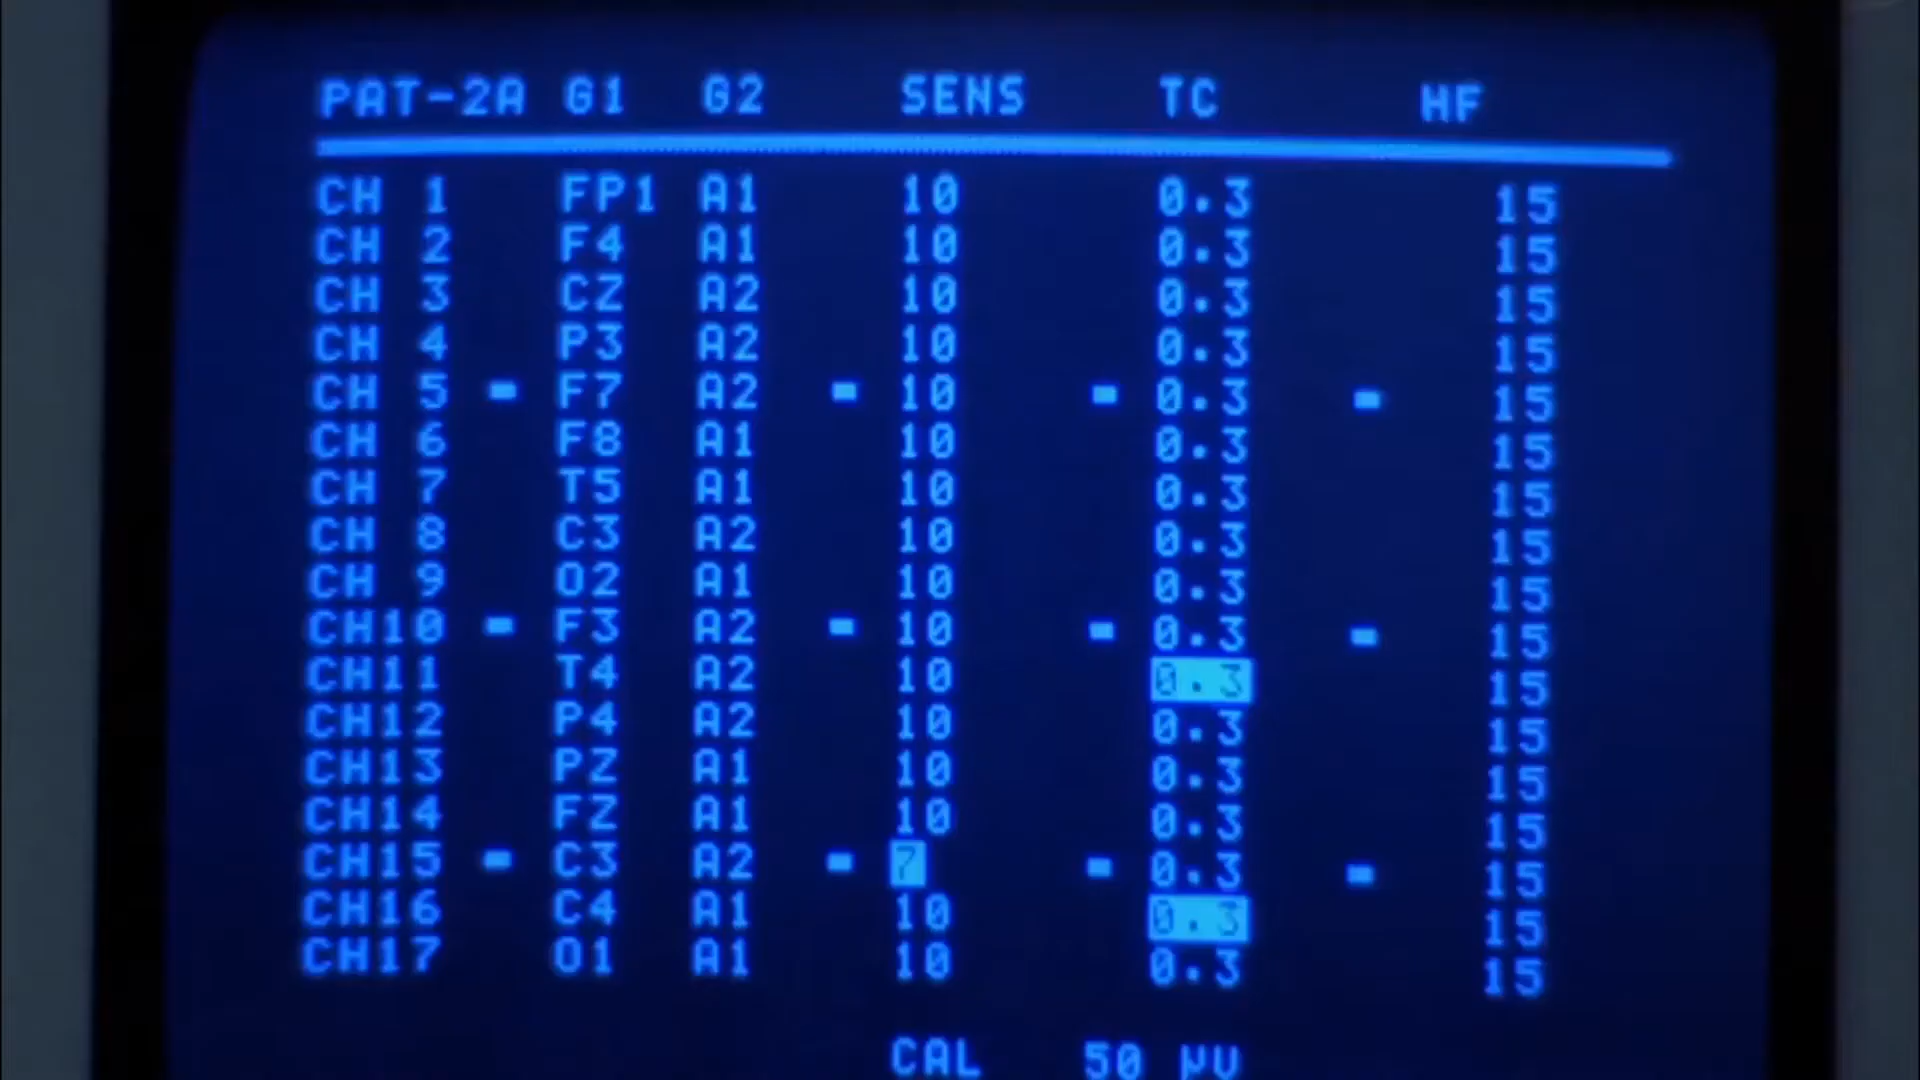 PAT-2A G1 G2 SENS TC HF
CH 1 FP1 A1 10 0.3 15
CH 2 F4 A1 10 0.3 15
CH 3 CZ A2 10 0.3 15
CH 4 P3 A2 10 0.3 15
CH 5 - F7 A2 - 10 - 0.3 - 15
CH 6 F8 A1 10 0.3 15
CH 7 T5 A1 10 0.3 15
CH 8 C3 A2 10 0.3 15
CH 9 O2 A1 10 0.3 15
CH10 - F3 A2 - 10 - 0.3 - 15
CH11 T4 A2 10 0.3 15
CH12 P4 A2 10 0.3 15
CH13 PZ A1 10 0.3 15
CH14 FZ A1 10 0.3 15
CH15 - C3 A2 - 7 - 0.3 - 15
CH16 C4 A1 10 0.3 15
CH17 O1 A1 10 0.3 15
CAL 50 μV